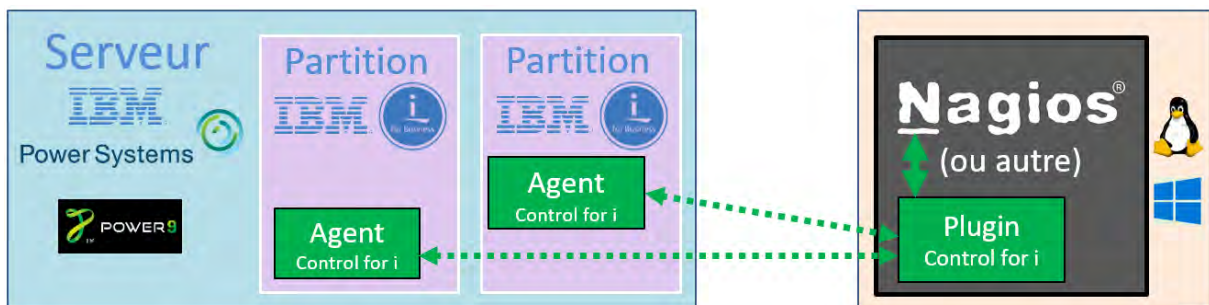 Serveur
IBM
Power Systems
POWER9
Partition
IBM
i
for Business
Agent
Control for i
Partition
IBM
i
for Business
Agent
Control for i
Nagios®
(ou autre)
Plugin
Control for i